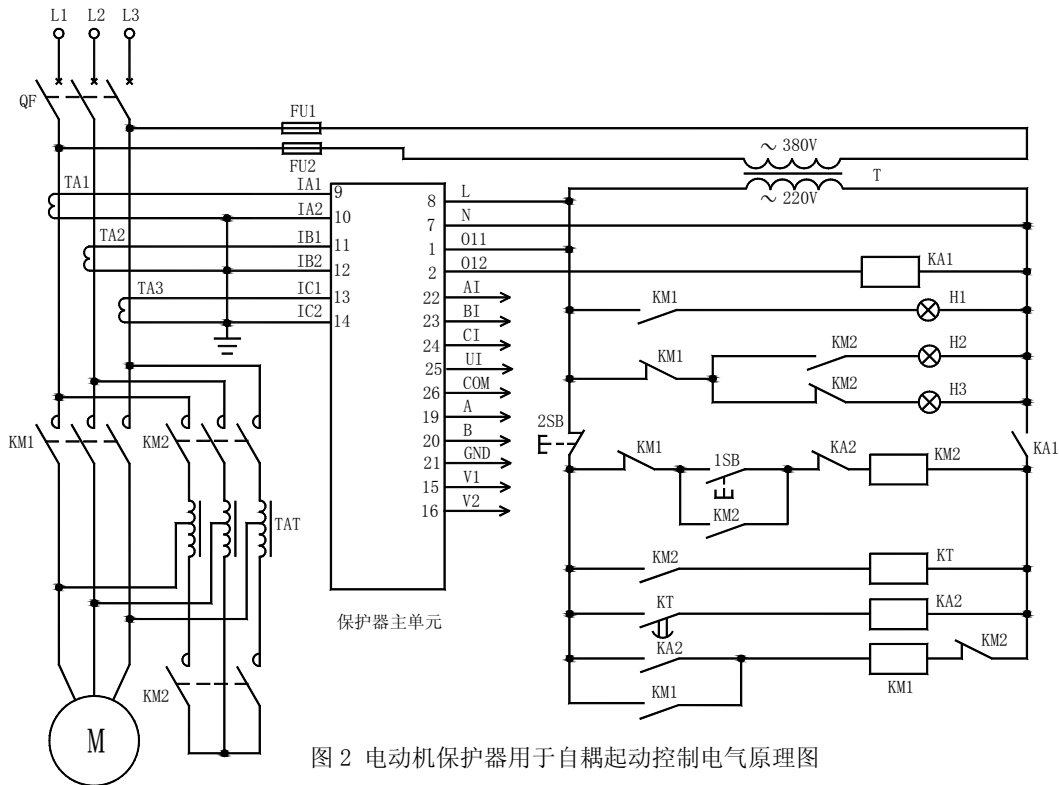 L1 L2 L3
QF
FU1
FU2
～380V
T
～220V
TA1
IA1
9
IA2
10
TA2
IB1
11
IB2
12
TA3
IC1
13
IC2
14
8 L
7 N
1 O11
2 O12
22 AI
23 BI
24 CI
25 UI
26 COM
19 A
20 B
21 GND
15 V1
16 V2
保护器主单元
KA1
KM1
H1
KM1
KM2
H2
KM2
H3
2SB
KA1
KM1
1SB
KA2
KM2
KM2
KM2
KT
KT
KA2
KA2
KM2
KM1
KM1
KM1
KM2
TAT
KM2
M
图 2 电动机保护器用于自耦起动控制电气原理图